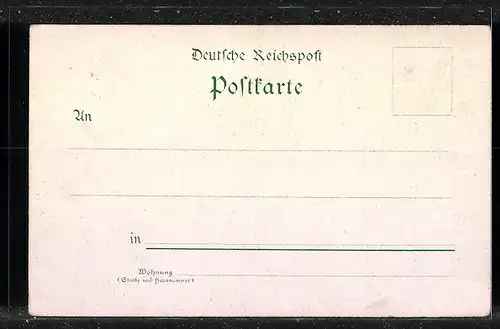 Deutſche Reichspoſt
Poſtkarte
An
in
Wohnung
(Straße und Hausnummer)